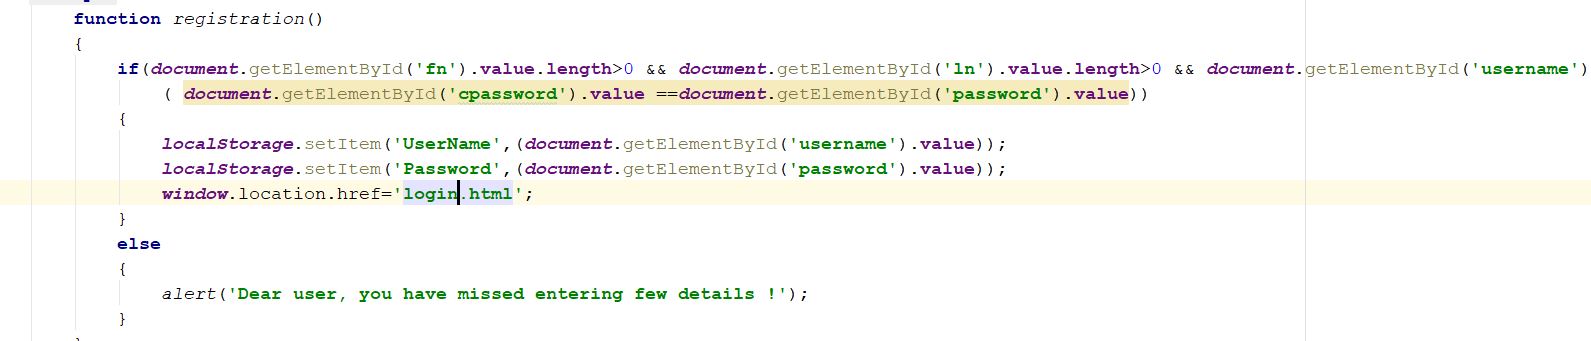 function registration()
{
if(document.getElementById('fn').value.length>0 && document.getElementById('ln').value.length>0 && document.getElementById('username')
( document.getElementById('cpassword').value ==document.getElementById('password').value))
{
localStorage.setItem('UserName',(document.getElementById('username').value));
localStorage.setItem('Password',(document.getElementById('password').value));
window.location.href='login.html';
}
else
{
alert('Dear user, you have missed entering few details !');
}